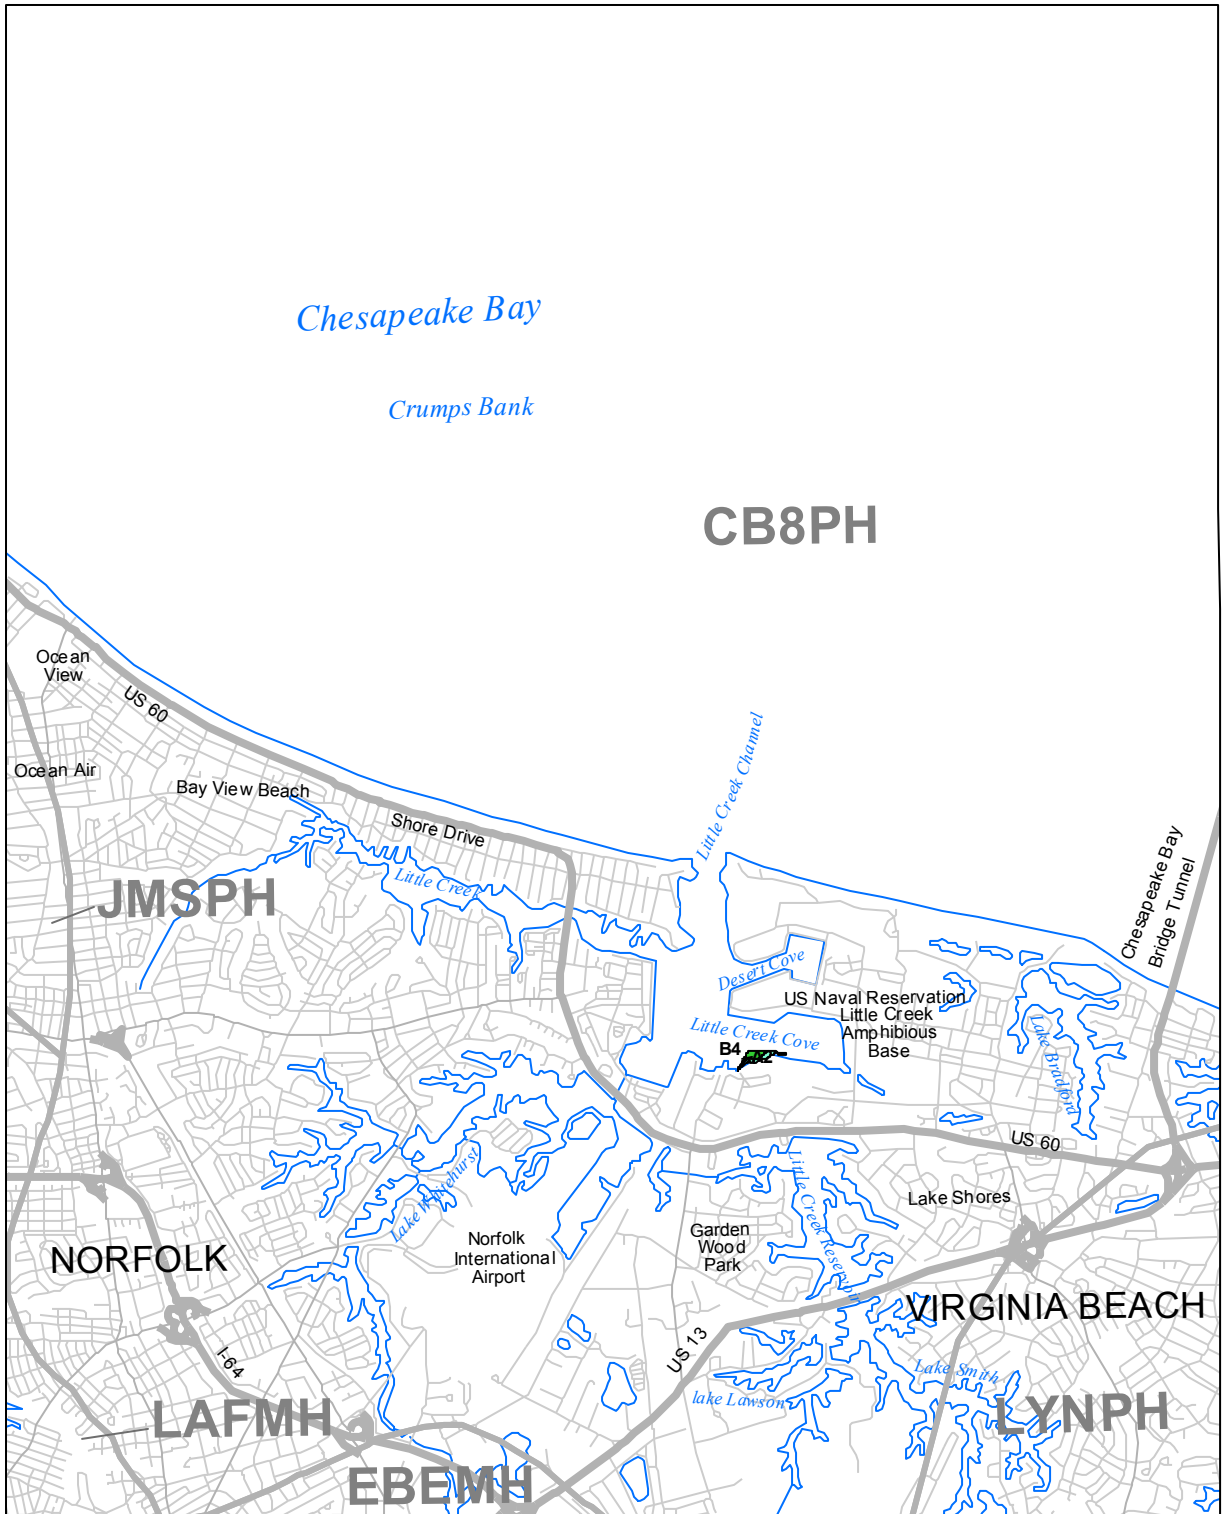 Chesapeake Bay
Crumps Bank
CB8PH
Ocean
View
US 60
Ocean Air
Bay View Beach
Shore Drive
Little Creek Channel
Chesapeake Bay
Bridge Tunnel
JMSPH
Little Creek
Desert Cove
US Naval Reservation
Little Creek
Amphibious
Base
Little Creek Cove
B4
Lake Bradford
US 60
Lake Whitehurst
Little Creek Reservoir
Lake Shores
NORFOLK
Norfolk
International
Airport
Garden
Wood
Park
VIRGINIA BEACH
I-64
US 13
Lake Smith
lake Lawson
LAFMH
LYNPH
EBEMH